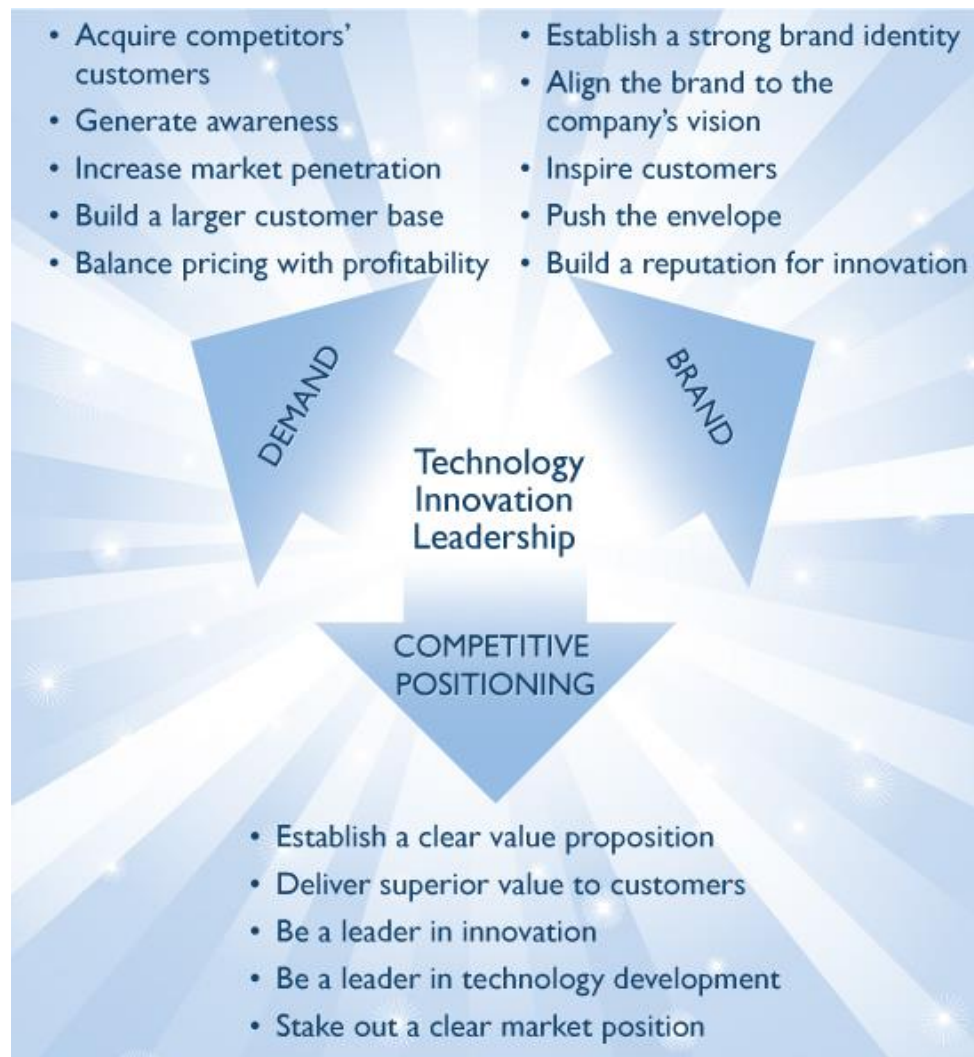 • Acquire competitors’
customers
• Generate awareness
• Increase market penetration
• Build a larger customer base
• Balance pricing with profitability
• Establish a strong brand identity
• Align the brand to the
company’s vision
• Inspire customers
• Push the envelope
• Build a reputation for innovation
DEMAND
BRAND
Technology
Innovation
Leadership
COMPETITIVE
POSITIONING
• Establish a clear value proposition
• Deliver superior value to customers
• Be a leader in innovation
• Be a leader in technology development
• Stake out a clear market position